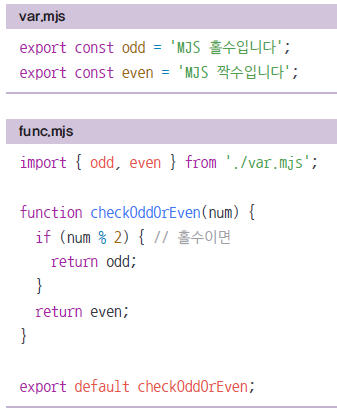 var.mjs
export const odd = 'MJS 홀수입니다';
export const even = 'MJS 짝수입니다';
func.mjs
import { odd, even } from './var.mjs';
function checkOddOrEven(num) {
if (num % 2) { // 홀수이면
return odd;
}
return even;
}
export default checkOddOrEven;